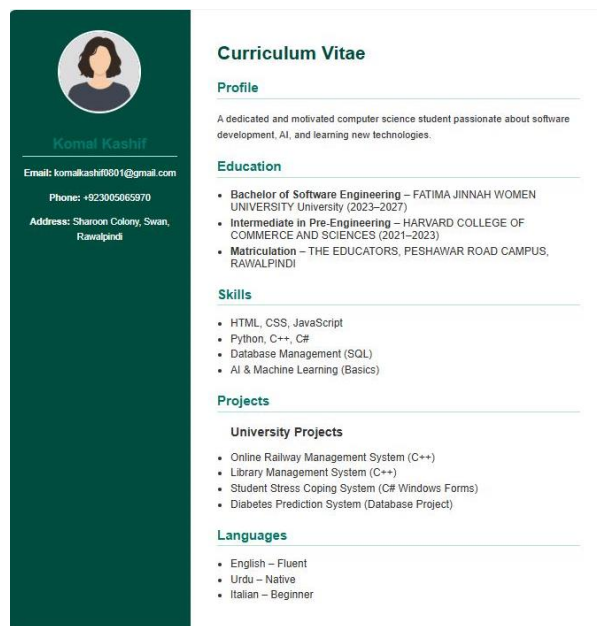 Komal Kashif
Email: komalkashif0801@gmail.com
Phone: +923005065970
Address: Sharoon Colony, Swan,
Rawalpindi
Curriculum Vitae
Profile
A dedicated and motivated computer science student passionate about software
development, AI, and learning new technologies.
Education
• Bachelor of Software Engineering – FATIMA JINNAH WOMEN
UNIVERSITY University (2023–2027)
• Intermediate in Pre-Engineering – HARVARD COLLEGE OF
COMMERCE AND SCIENCES (2021–2023)
• Matriculation – THE EDUCATORS, PESHAWAR ROAD CAMPUS,
RAWALPINDI
Skills
• HTML, CSS, JavaScript
• Python, C++, C#
• Database Management (SQL)
• AI & Machine Learning (Basics)
Projects
University Projects
• Online Railway Management System (C++)
• Library Management System (C++)
• Student Stress Coping System (C# Windows Forms)
• Diabetes Prediction System (Database Project)
Languages
• English – Fluent
• Urdu – Native
• Italian – Beginner